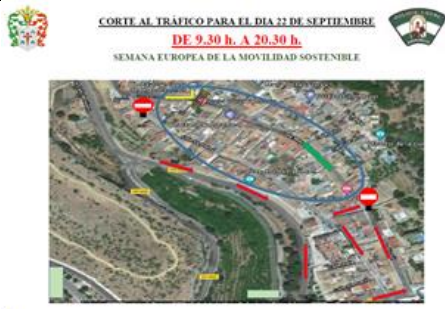 CORTE AL TRÁFICO PARA EL DIA 22 DE SEPTIEMBRE
DE 9.30 h. A 20.30 h.
SEMANA EUROPEA DE LA MOVILIDAD SOSTENIBLE